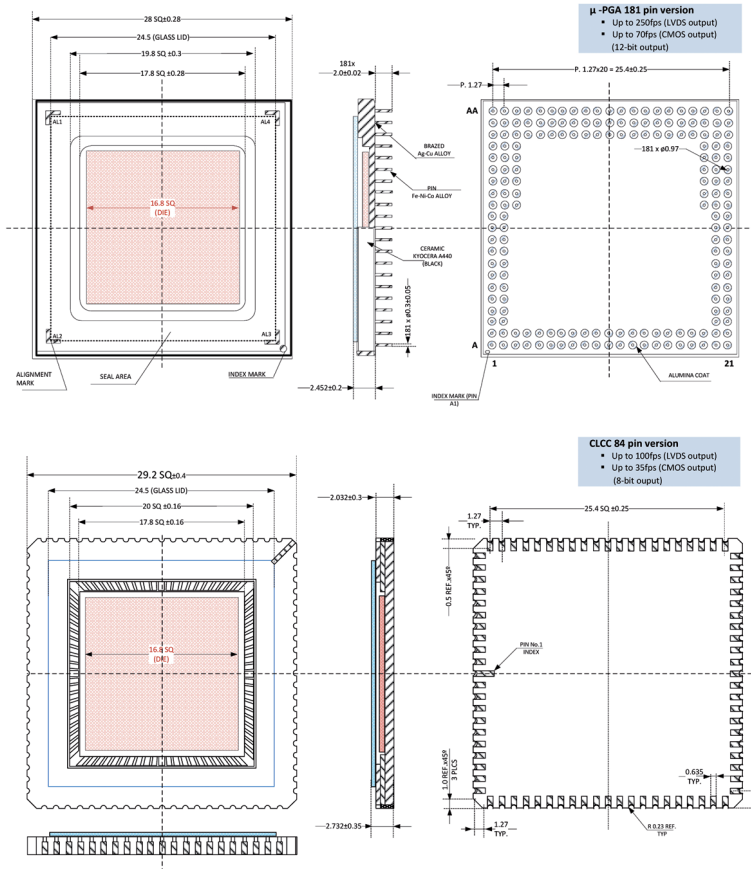 µ -PGA 181 pin version
▪ Up to 250fps (LVDS output)
▪ Up to 70fps (CMOS output)
(12-bit output)
28 SQ±0.28
24.5 (GLASS LID)
19.8 SQ ±0.3
17.8 SQ ±0.28
181x
2.0±0.02
P. 1.27x20 = 25.4±0.25
P. 1.27
AL1
AL4
AA
BRAZED
Ag-Cu ALLOY
181 x ø0.97
PIN
Fe-Ni-Co ALLOY
16.8 SQ
(DIE)
CERAMIC
KYOCERA A440
(BLACK)
181 x ø0.3±0.05
AL2
AL3
A
1
21
ALIGNMENT
MARK
SEAL AREA
INDEX MARK
2.452±0.2
ALUMINA COAT
INDEX MARK (PIN
A1)
CLCC 84 pin version
▪ Up to 100fps (LVDS output)
▪ Up to 35fps (CMOS output)
(8-bit ouput)
29.2 SQ±0.4
24.5 (GLASS LID)
20 SQ ±0.16
17.8 SQ ±0.16
2.032±0.3
25.4 SQ ±0.25
1.27
TYP.
0.5 REF.x45º
16.8 SQ
(DIE)
PIN No.1
INDEX
1.0 REF.x45º
3 PLCS
0.635
TYP.
2.732±0.35
1.27
TYP.
R 0.23 REF.
TYP